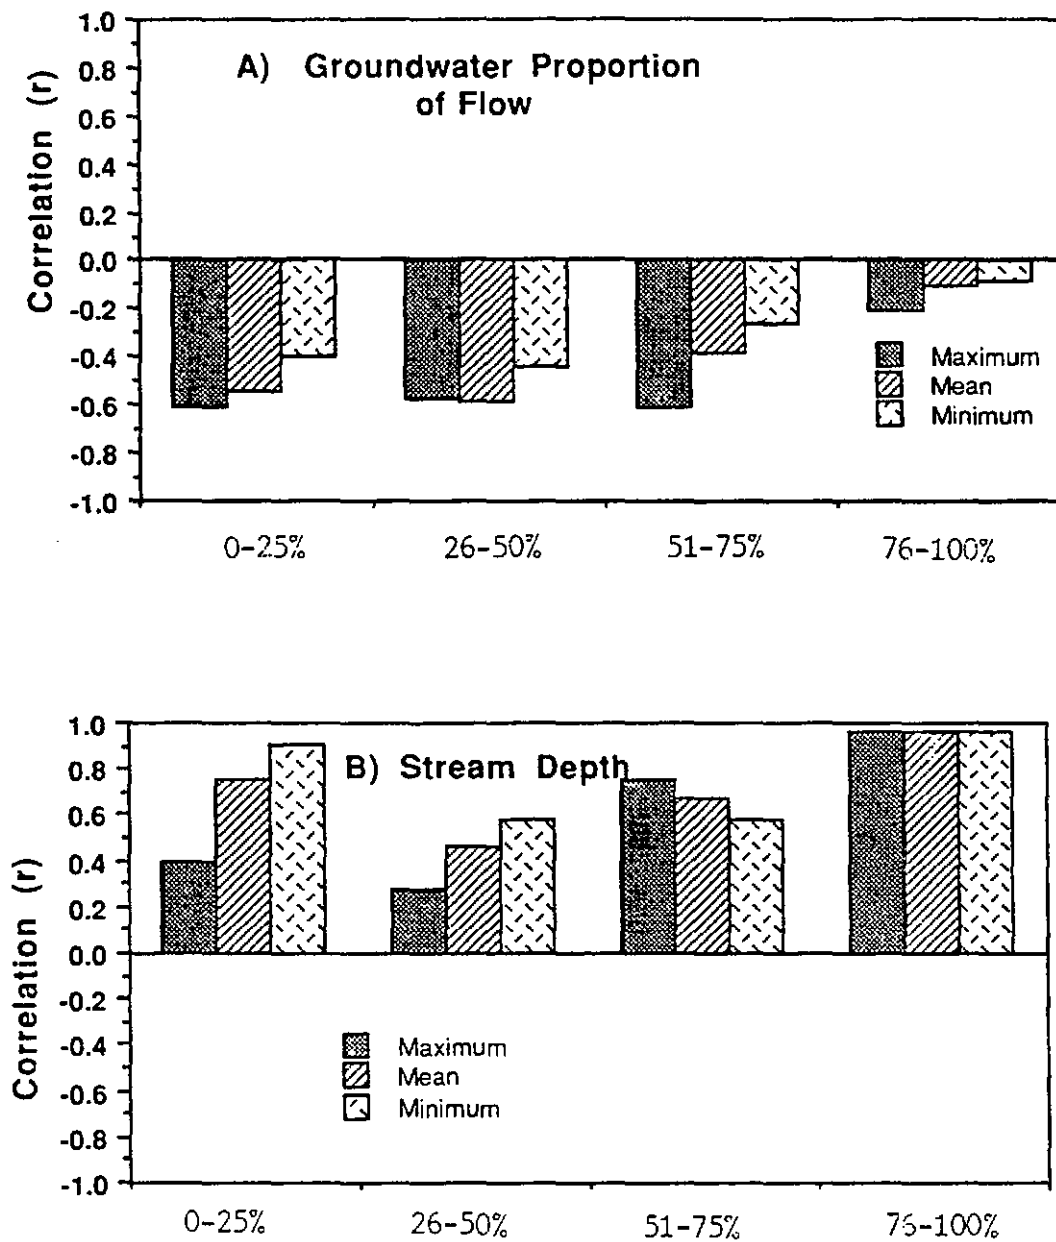 A) Groundwater Proportion
of Flow
Correlation (r)
1.0
0.8
0.6
0.4
0.2
0.0
-0.2
-0.4
-0.6
-0.8
-1.0
Maximum
Mean
Minimum
0-25%
26-50%
51-75%
76-100%
B) Stream Depth
Correlation (r)
1.0
0.8
0.6
0.4
0.2
0.0
-0.2
-0.4
-0.6
-0.8
-1.0
Maximum
Mean
Minimum
0-25%
26-50%
51-75%
76-100%